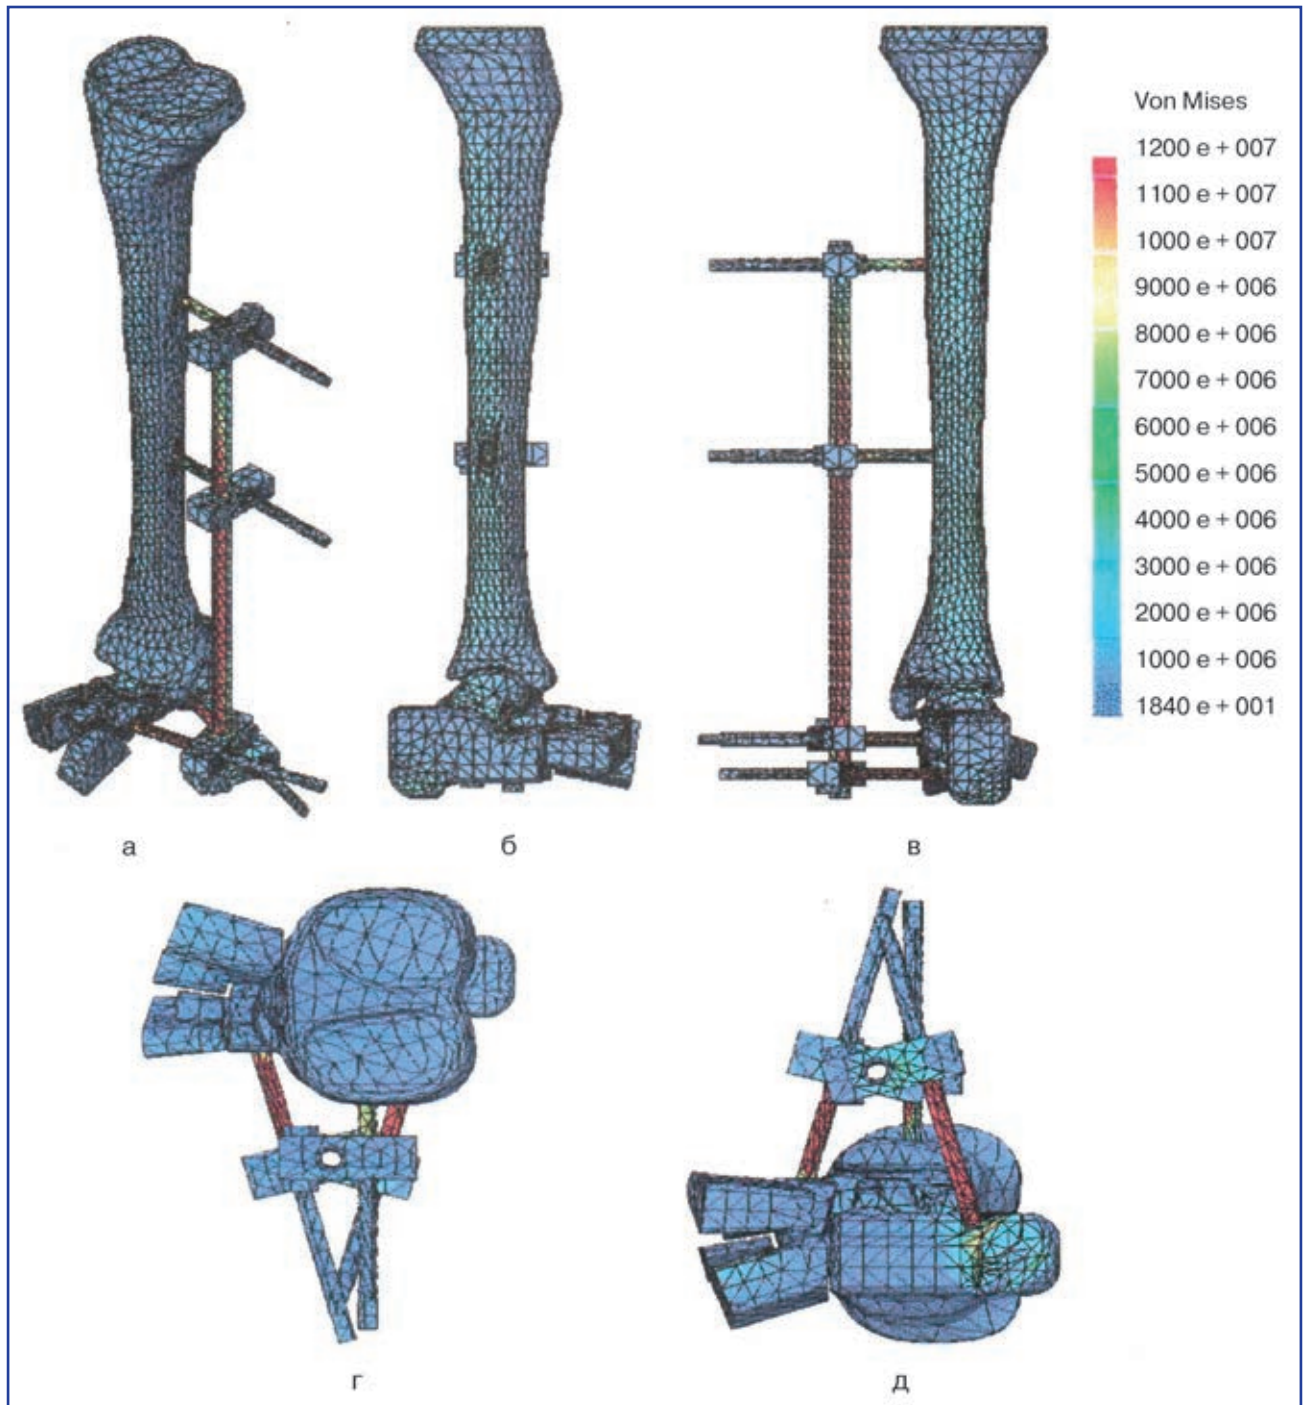 Von Mises
1200 e + 007
1100 e + 007
1000 e + 007
9000 e + 006
8000 e + 006
7000 e + 006
6000 e + 006
5000 e + 006
4000 e + 006
3000 e + 006
2000 e + 006
1000 e + 006
1840 e + 001
а
б
в
г
д